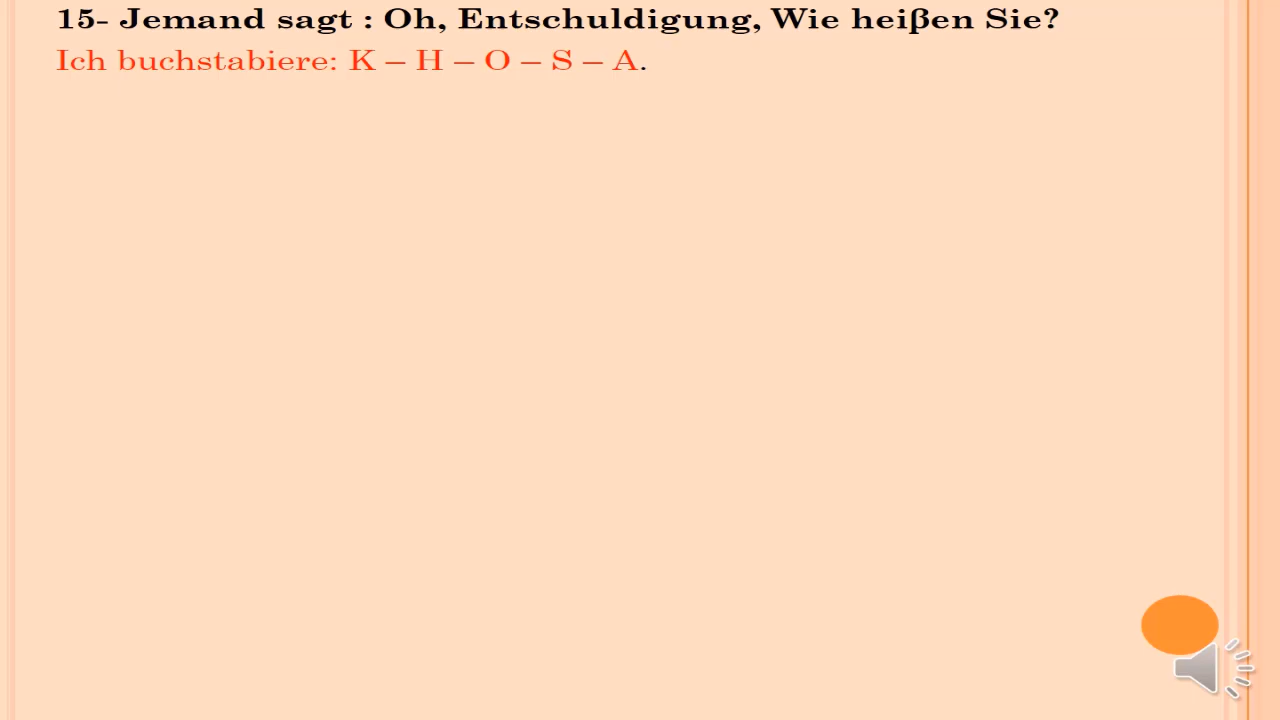 15- Jemand sagt : Oh, Entschuldigung, Wie heiβen Sie?
Ich buchstabiere: K – H – O – S – A.